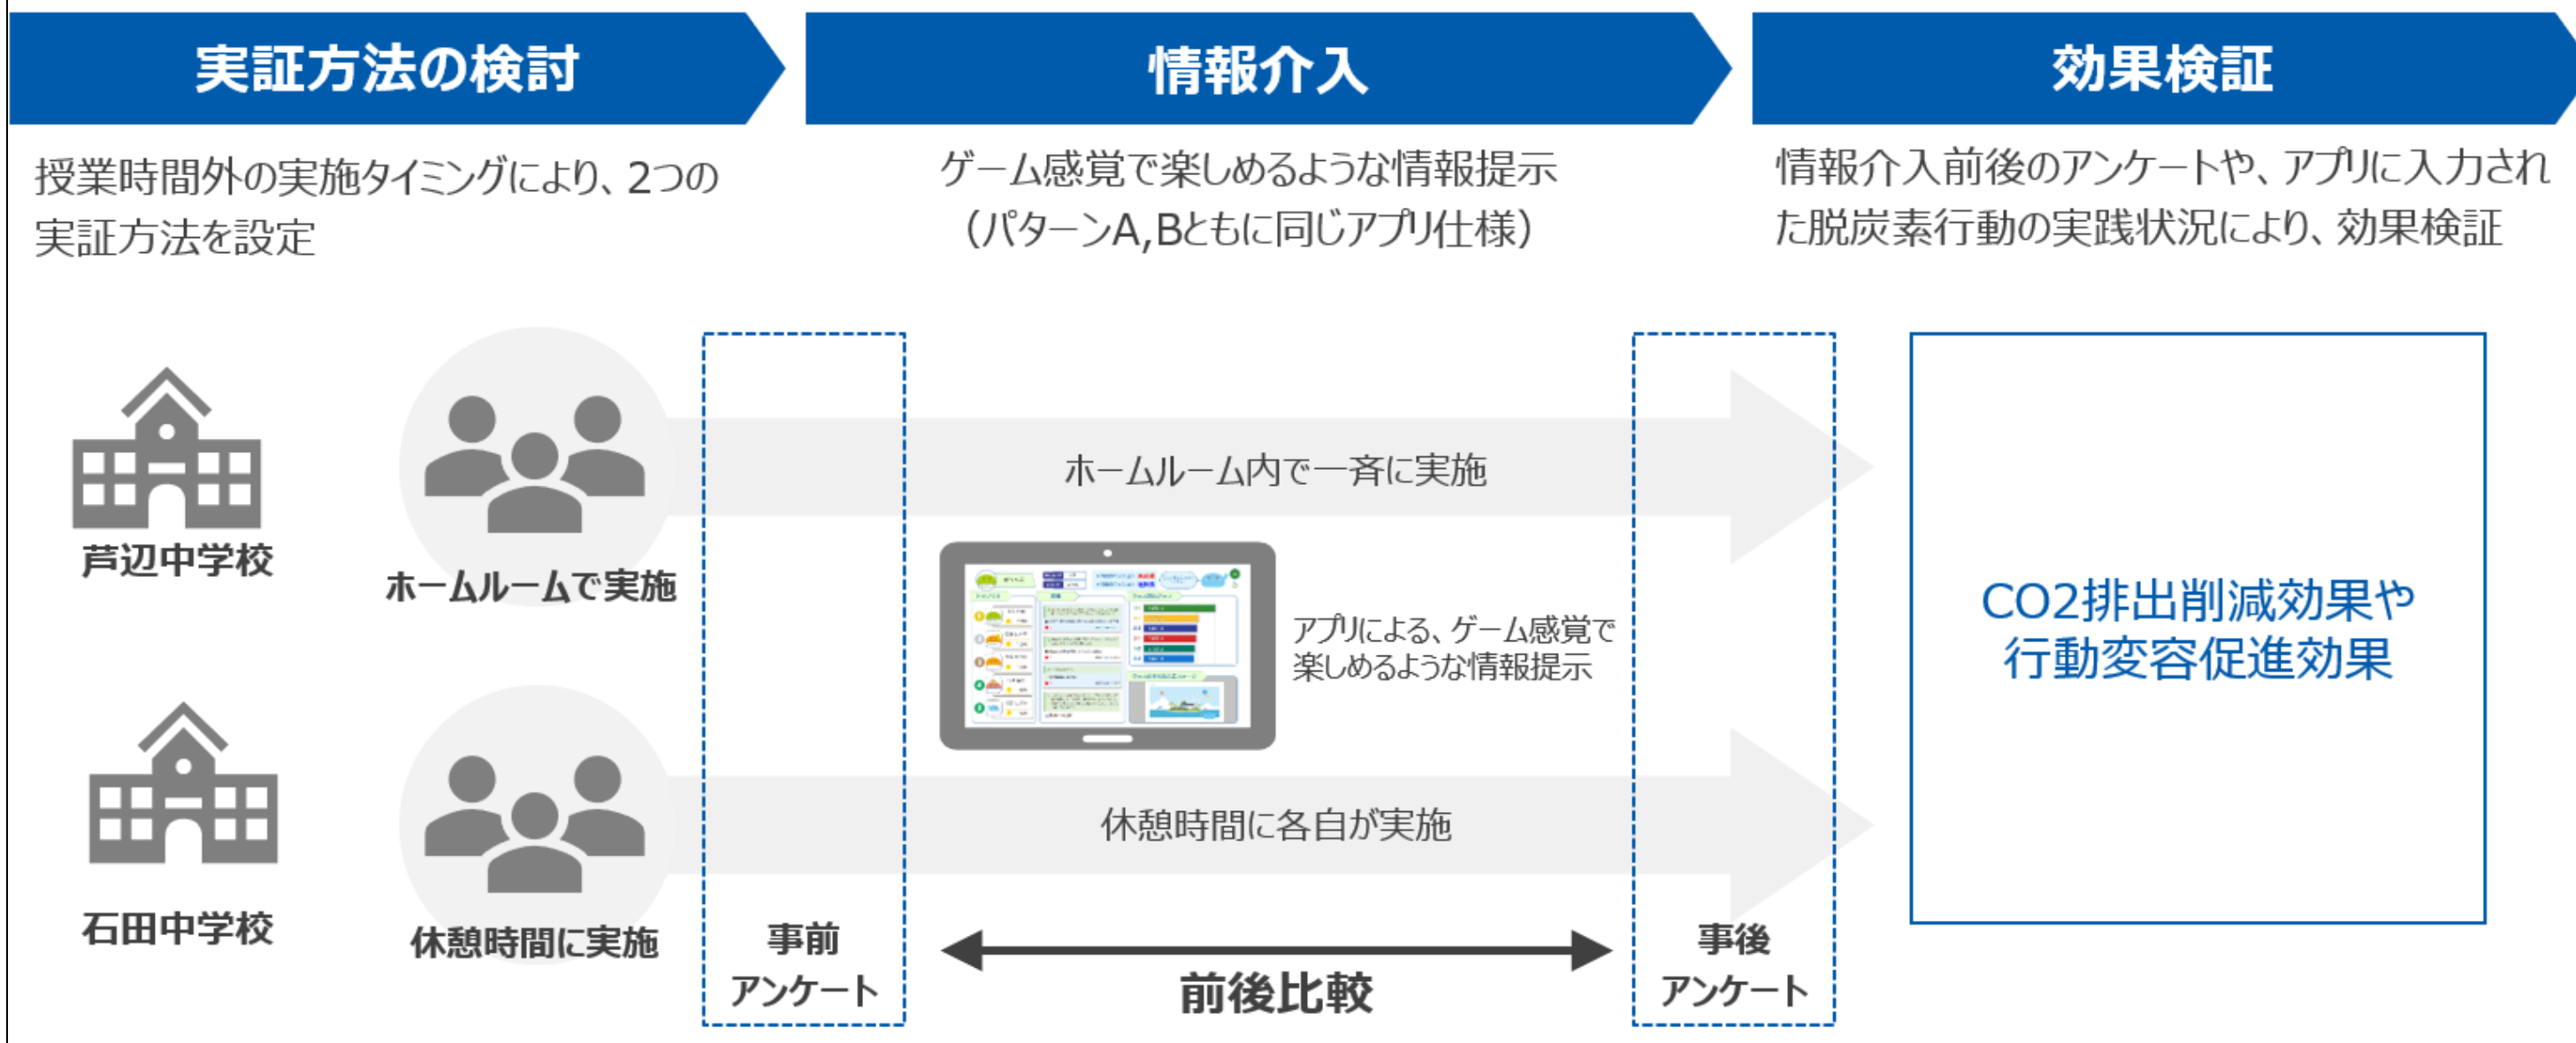 実証方法の検討
情報介入
効果検証
授業時間外の実施タイミングにより、2つの
実証方法を設定
ゲーム感覚で楽しめるような情報提示
（パターンA,Bともに同じアプリ仕様）
情報介入前後のアンケートや、アプリに入力され
た脱炭素行動の実践状況により、効果検証
芦辺中学校
ホームルームで実施
ホームルーム内で一斉に実施
アプリによる、ゲーム感覚で
楽しめるような情報提示
CO2排出削減効果や
行動変容促進効果
石田中学校
休憩時間に実施
休憩時間に各自が実施
事前
アンケート
前後比較
事後
アンケート